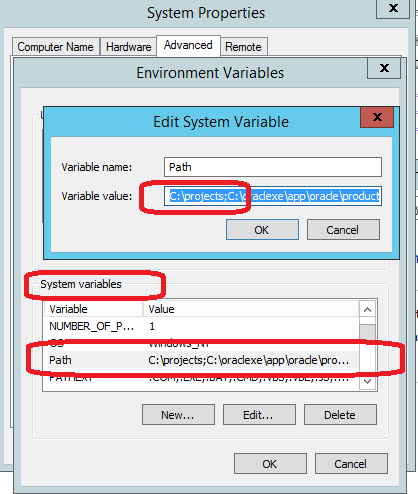 System Properties
x
Computer Name Hardware Advanced Remote
Environment Variables
x
Edit System Variable
x
Variable name: Path
Variable value: C:\projects;C:\oraclexe\app\oracle\product
OK Cancel
System variables
Variable Value
NUMBER_OF_P... 1
Windows_NT
Path C:\projects;C:\oraclexe\app\oracle\pro...
PATHEXT .COM;.EXE;.BAT;.CMD;.VBS;.VBE;.JS;....
New... Edit... Delete
OK Cancel